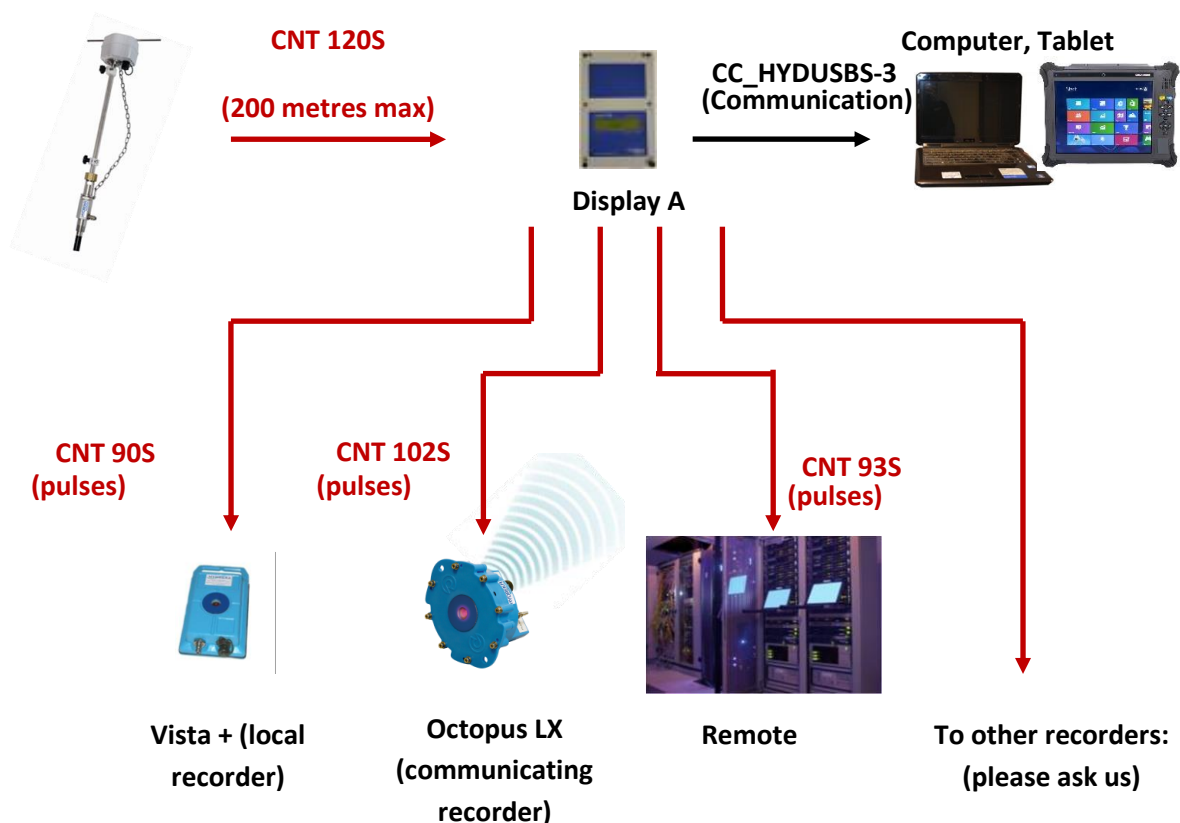 CNT 120S
(200 metres max)
Display A
CC_HYDUSBS-3
(Communication)
Computer, Tablet
CNT 90S
(pulses)
CNT 102S
(pulses)
CNT 93S
(pulses)
Vista + (local
recorder)
Octopus LX
(communicating
recorder)
Remote
To other recorders:
(please ask us)